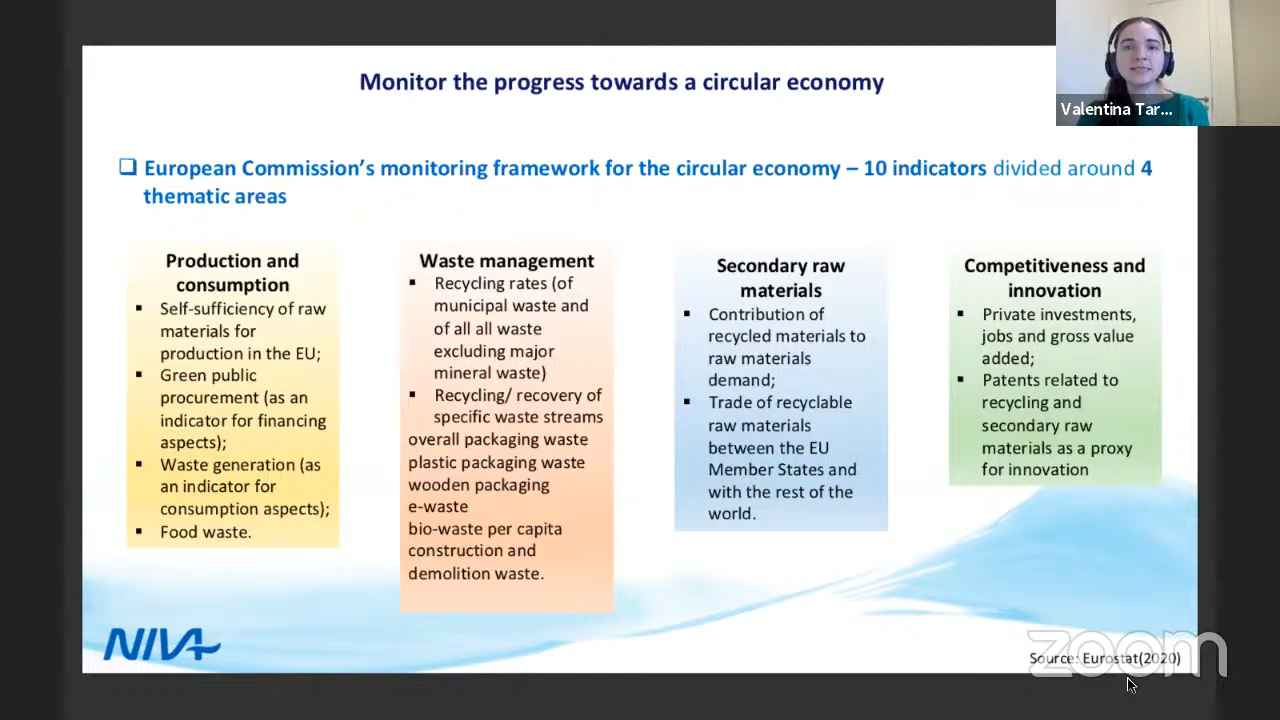 Monitor the progress towards a circular economy
Valentina Tar...
❑ European Commission's monitoring framework for the circular economy – 10 indicators divided around 4
thematic areas
Production and
consumption
▪ Self-sufficiency of raw
materials for
production in the EU;
▪ Green public
procurement (as an
indicator for financing
aspects);
▪ Waste generation (as
an indicator for
consumption aspects);
▪ Food waste.
Waste management
▪ Recycling rates (of
municipal waste and
of all all waste
excluding major
mineral waste)
▪ Recycling/ recovery of
specific waste streams
overall packaging waste
plastic packaging waste
wooden packaging
e-waste
bio-waste per capita
construction and
demolition waste.
Secondary raw
materials
▪ Contribution of
recycled materials to
raw materials
demand;
▪ Trade of recyclable
raw materials
between the EU
Member States and
with the rest of the
world.
Competitiveness and
innovation
▪ Private investments,
jobs and gross value
added;
▪ Patents related to
recycling and
secondary raw
materials as a proxy
for innovation
NIVA
Source: Eurostat(2020)
zoom